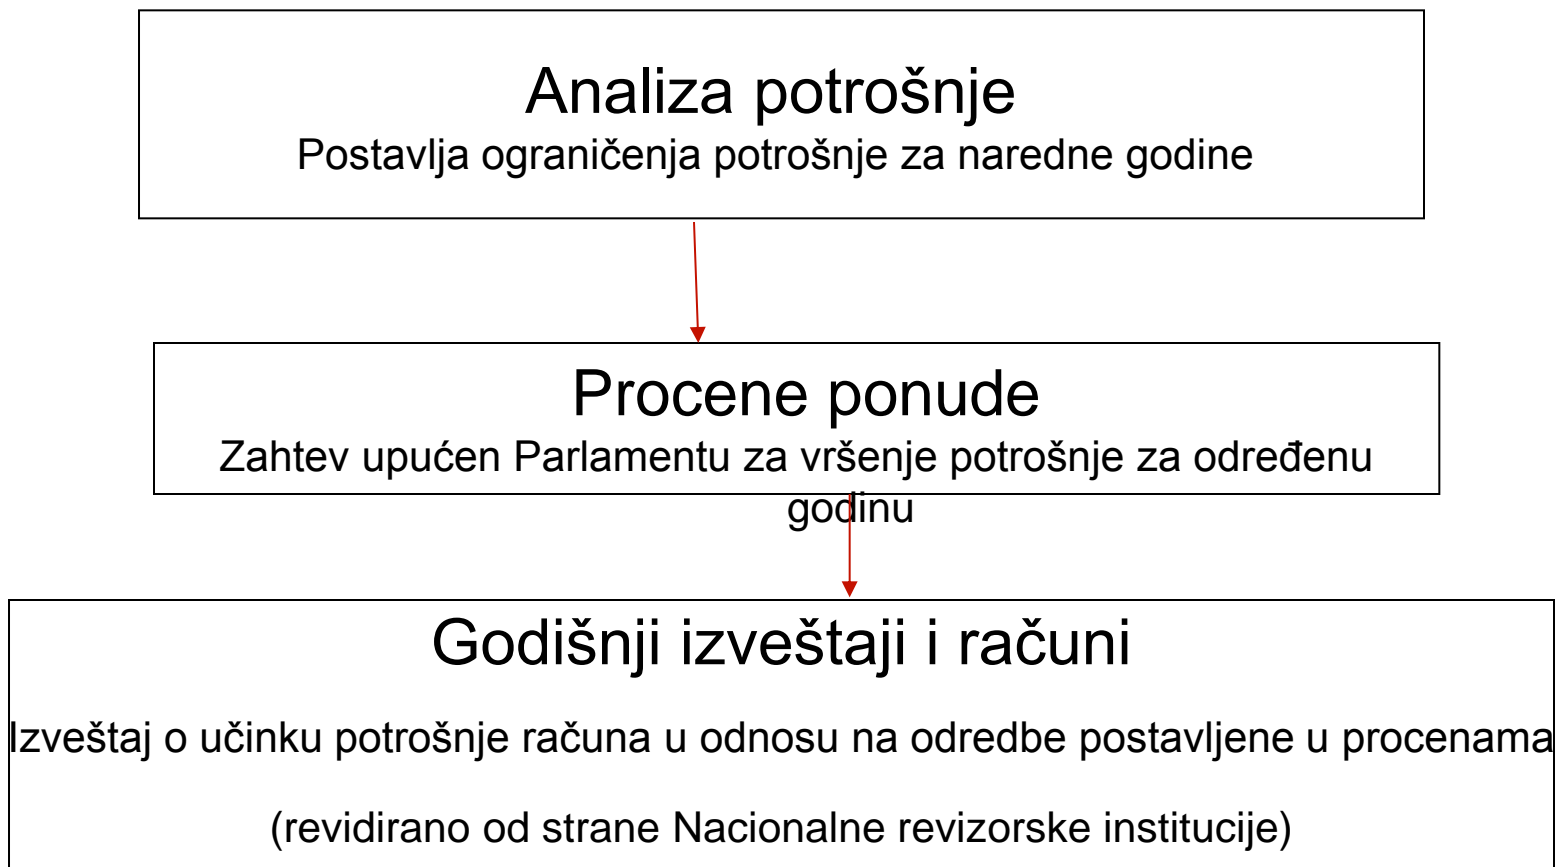 Analiza potrošnje
Postavlja ograničenja potrošnje za naredne godine
Procene ponude
Zahtev upućen Parlamentu za vršenje potrošnje za određenu
godinu
Godišnji izveštaji i računi
Izveštaj o učinku potrošnje računa u odnosu na odredbe postavljene u procenama
(revidirano od strane Nacionalne revizorske institucije)